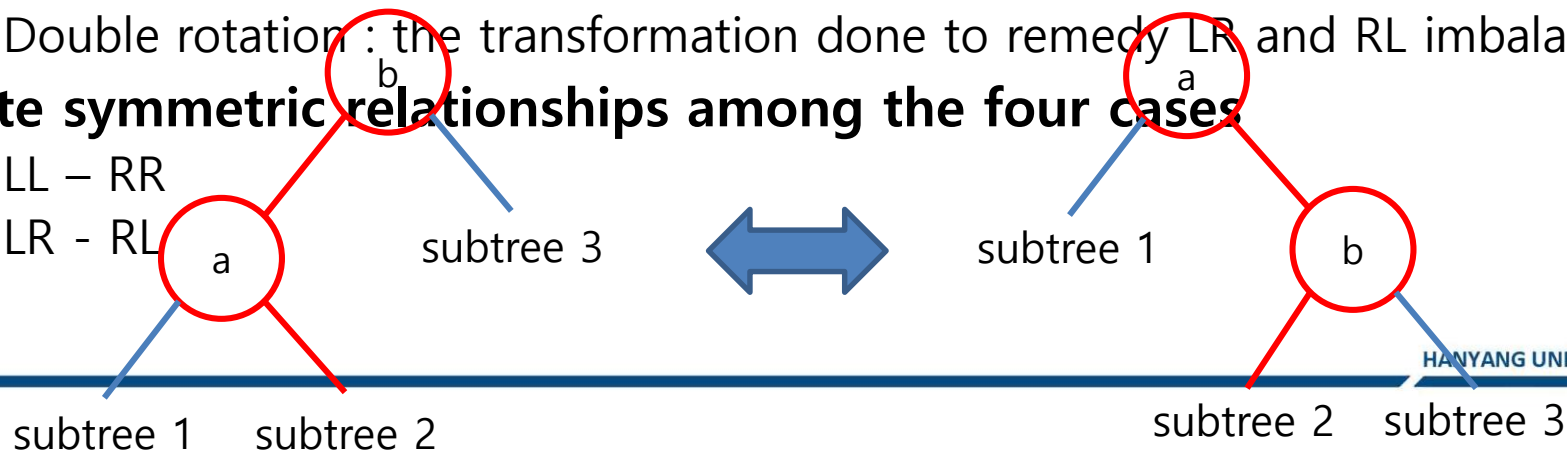 Double rotation : the transformation done to remedy LR and RL imbala
te symmetric relationships among the four cases
LL – RR
LR - RL
b
a
a
b
subtree 3
subtree 1
HANYANG UNI
subtree 1
subtree 2
subtree 2
subtree 3